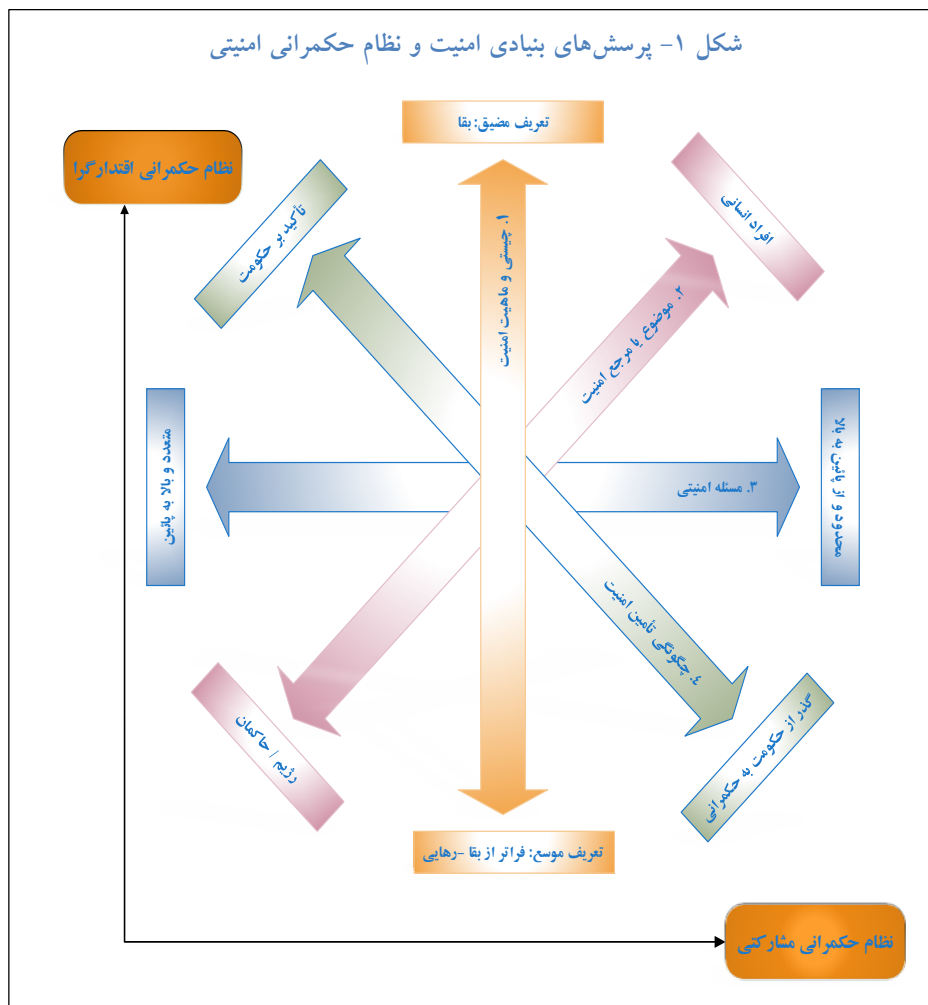 شکل ۱- پرسش‌های بنیادی امنیت و نظام حکمرانی امنیتی
تعریف مضیق: بقا
نظام حکمرانی اقتدارگرا
افراد انسانی
تأکید بر حکومت
۱. چیستی و ماهیت امنیت
۲. موضوع یا مرجع امنیت
محدود و از پائین به بالا
۳. مسئله امنیتی
متعدد و بالا به پائین
۴. چگونگی تأمین امنیت
گذر از حکومت به حکمرانی
رژیم / حاکمان
تعریف موسع: فراتر از بقا -رهایی
نظام حکمرانی مشارکتی